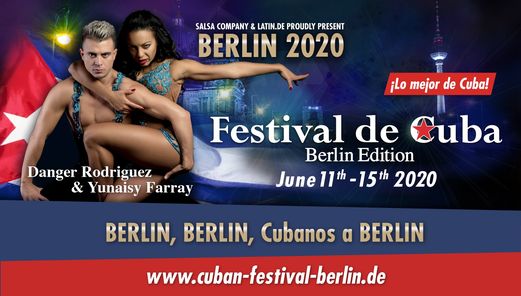 SALSA COMPANY & LATIN.DE PROUDLY PRESENT
BERLIN 2020
¡Lo mejor de Cuba!
Festival de Cuba
Berlin Edition
June 11th -15th 2020
Danger Rodriguez
& Yunaisy Farray
BERLIN, BERLIN, Cubanos a BERLIN
www.cuban-festival-berlin.de